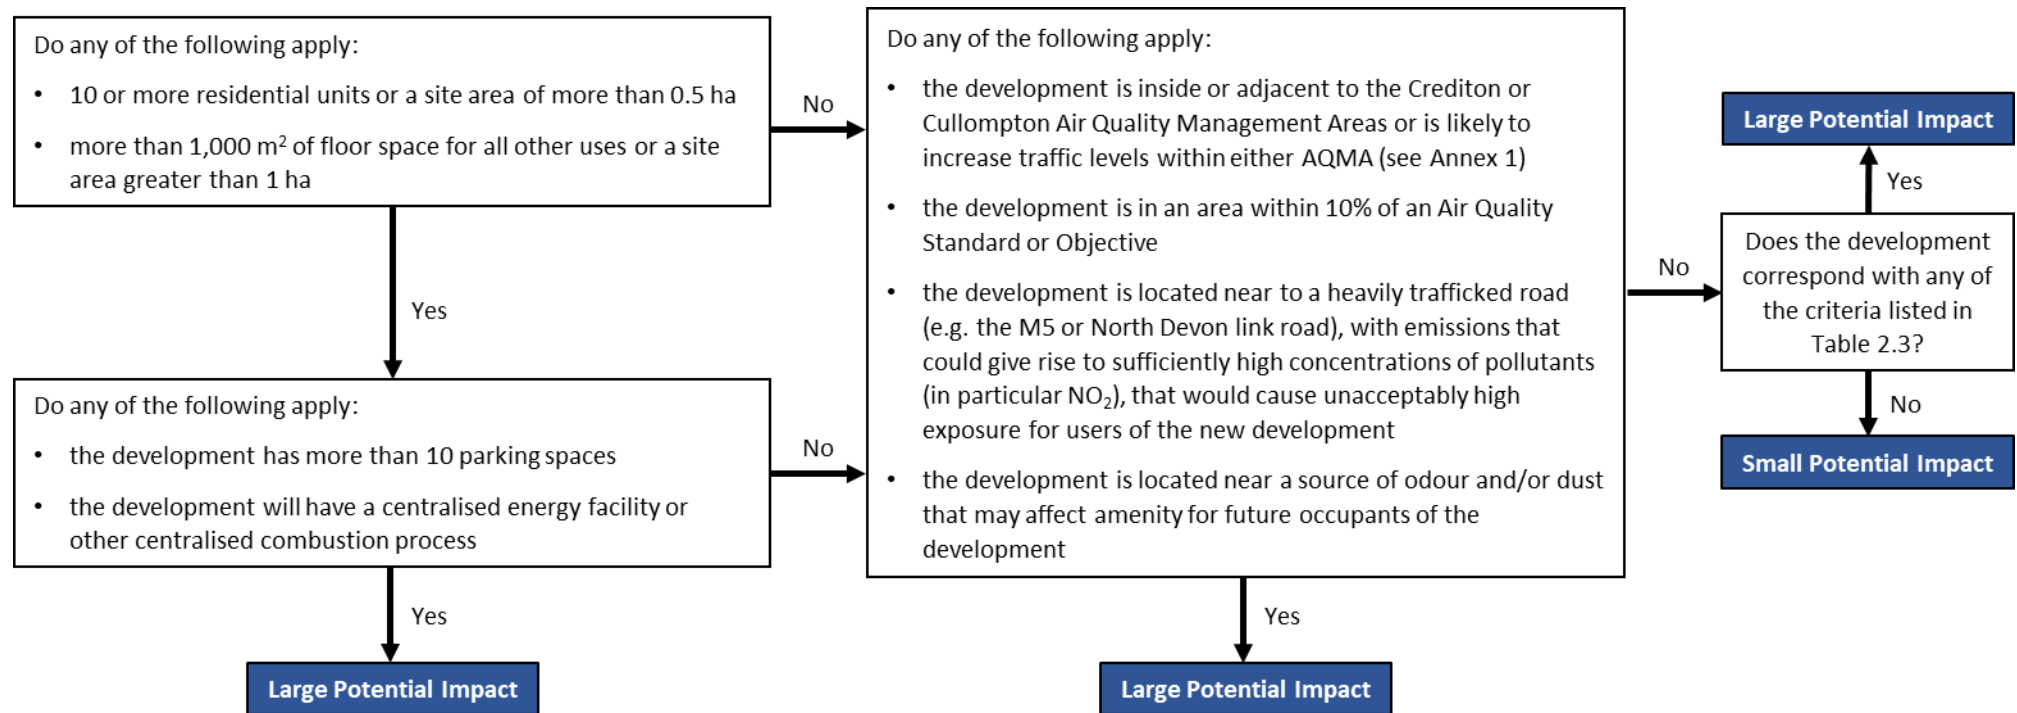 Do any of the following apply:
• 10 or more residential units or a site area of more than 0.5 ha
• more than 1,000 m² of floor space for all other uses or a site
area greater than 1 ha
No
Yes
Do any of the following apply:
• the development has more than 10 parking spaces
• the development will have a centralised energy facility or
other centralised combustion process
No
Yes
Large Potential Impact
Do any of the following apply:
• the development is inside or adjacent to the Crediton or
Cullompton Air Quality Management Areas or is likely to
increase traffic levels within either AQMA (see Annex 1)
• the development is in an area within 10% of an Air Quality
Standard or Objective
• the development is located near to a heavily trafficked road
(e.g. the M5 or North Devon link road), with emissions that
could give rise to sufficiently high concentrations of pollutants
(in particular NO₂), that would cause unacceptably high
exposure for users of the new development
• the development is located near a source of odour and/or dust
that may affect amenity for future occupants of the
development
Yes
Large Potential Impact
No
Large Potential Impact
Yes
Does the development
correspond with any of
the criteria listed in
Table 2.3?
No
Small Potential Impact